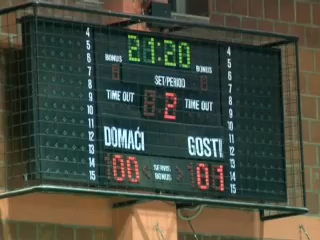 21:20
BONUS BONUS
SET/PERIOD
TIME OUT 2 TIME OUT
DOMAĆI GOSTI
00 SERVIS BONUS 01
4 4
5 5
6 6
7 7
8 8
9 9
10 10
11 11
12 12
13 13
14 14
15 15